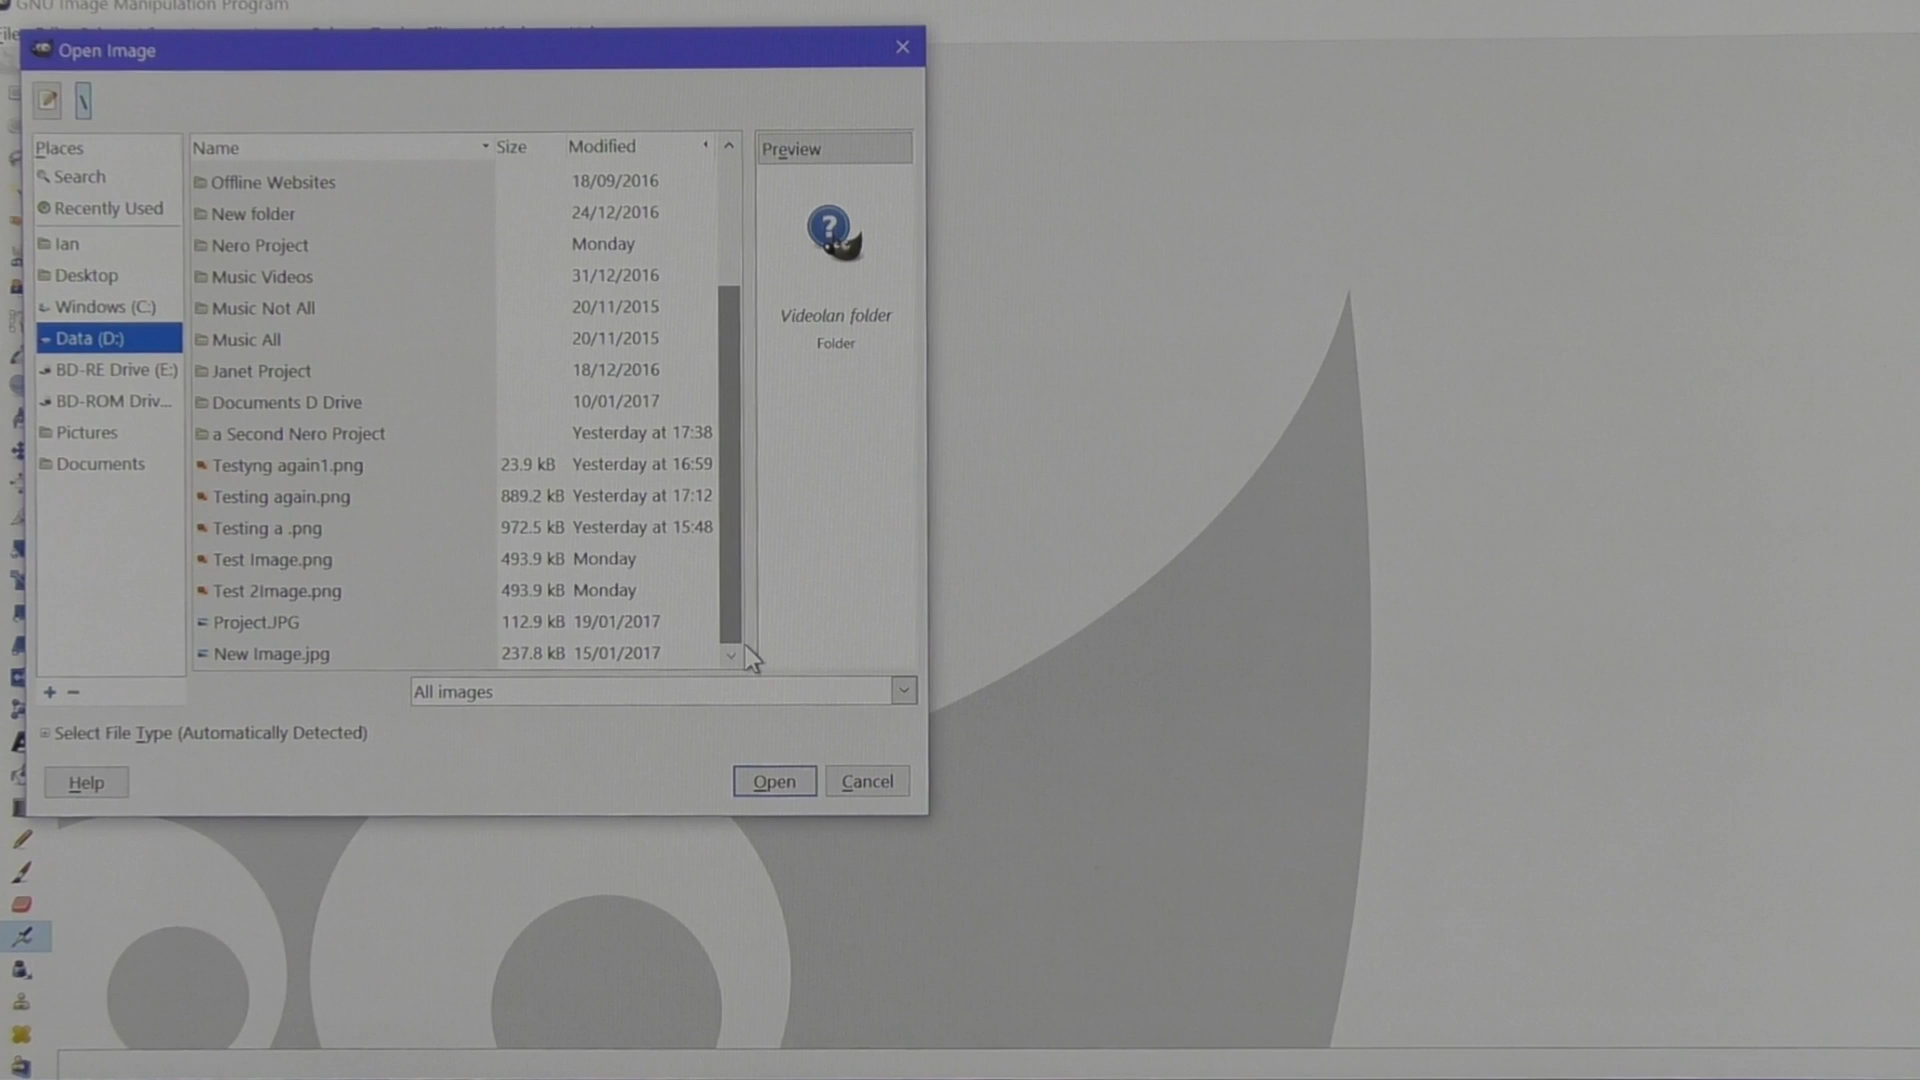 GNU Image Manipulation Program
Open Image
\
Places
Search
Recently Used
Ian
Desktop
Windows (C:)
Data (D:)
BD-RE Drive (E:)
BD-ROM Driv...
Pictures
Documents
Name Size Modified
Offline Websites 18/09/2016
New folder 24/12/2016
Nero Project Monday
Music Videos 31/12/2016
Music Not All 20/11/2015
Music All 20/11/2015
Janet Project 18/12/2016
Documents D Drive 10/01/2017
a Second Nero Project Yesterday at 17:38
Testyng again1.png 23.9 kB Yesterday at 16:59
Testing again.png 889.2 kB Yesterday at 17:12
Testing a .png 972.5 kB Yesterday at 15:48
Test Image.png 493.9 kB Monday
Test 2Image.png 493.9 kB Monday
Project.JPG 112.9 kB 19/01/2017
New Image.jpg 237.8 kB 15/01/2017
Preview
Videolan folder
Folder
All images
Select File Type (Automatically Detected)
Help
Open
Cancel